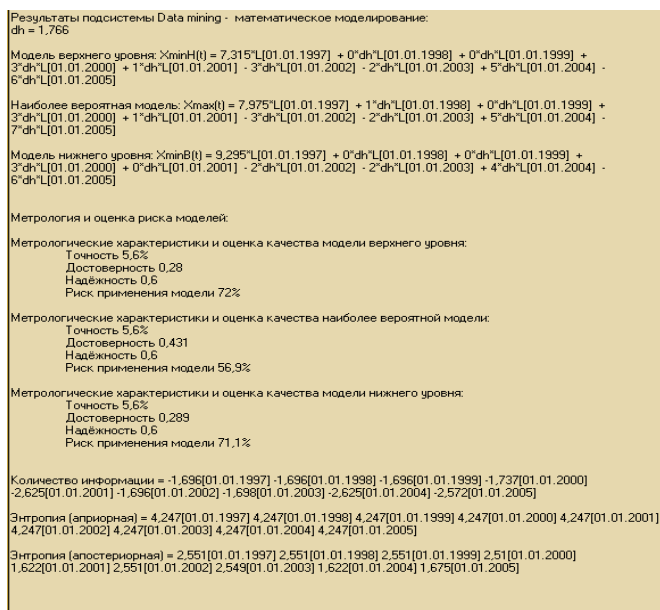 Результаты подсистемы Data mining - математическое моделирование:
dh = 1,766
Модель верхнего уровня: XminH(t) = 7,315*L[01.01.1997] + 0*dh*L[01.01.1998] + 0*dh*L[01.01.1999] +
3*dh*L[01.01.2000] + 1*dh*L[01.01.2001] - 3*dh*L[01.01.2002] - 2*dh*L[01.01.2003] + 5*dh*L[01.01.2004] -
6*dh*L[01.01.2005]
Наиболее вероятная модель: Xmax(t) = 7,975*L[01.01.1997] + 1*dh*L[01.01.1998] + 0*dh*L[01.01.1999] +
3*dh*L[01.01.2000] + 1*dh*L[01.01.2001] - 3*dh*L[01.01.2002] - 2*dh*L[01.01.2003] + 5*dh*L[01.01.2004] -
7*dh*L[01.01.2005]
Модель нижнего уровня: XminB(t) = 9,295*L[01.01.1997] + 0*dh*L[01.01.1998] + 0*dh*L[01.01.1999] +
3*dh*L[01.01.2000] + 0*dh*L[01.01.2001] - 2*dh*L[01.01.2002] - 2*dh*L[01.01.2003] + 4*dh*L[01.01.2004] -
6*dh*L[01.01.2005]
Метрология и оценка риска моделей:
Метрологические характеристики и оценка качества модели верхнего уровня:
Точность 5,6%
Достоверность 0,28
Надёжность 0,6
Риск применения модели 72%
Метрологические характеристики и оценка качества наиболее вероятной модели:
Точность 5,6%
Достоверность 0,431
Надёжность 0,6
Риск применения модели 56,9%
Метрологические характеристики и оценка качества модели нижнего уровня:
Точность 5,6%
Достоверность 0,289
Надёжность 0,6
Риск применения модели 71,1%
Количество информации = -1,696[01.01.1997] -1,696[01.01.1998] -1,696[01.01.1999] -1,737[01.01.2000]
-2,625[01.01.2001] -1,696[01.01.2002] -1,698[01.01.2003] -2,625[01.01.2004] -2,572[01.01.2005]
Энтропия (априорная) = 4,247[01.01.1997] 4,247[01.01.1998] 4,247[01.01.1999] 4,247[01.01.2000] 4,247[01.01.2001]
4,247[01.01.2002] 4,247[01.01.2003] 4,247[01.01.2004] 4,247[01.01.2005]
Энтропия (апостериорная) = 2,551[01.01.1997] 2,551[01.01.1998] 2,551[01.01.1999] 2,51[01.01.2000]
1,622[01.01.2001] 2,551[01.01.2002] 2,549[01.01.2003] 1,622[01.01.2004] 1,675[01.01.2005]